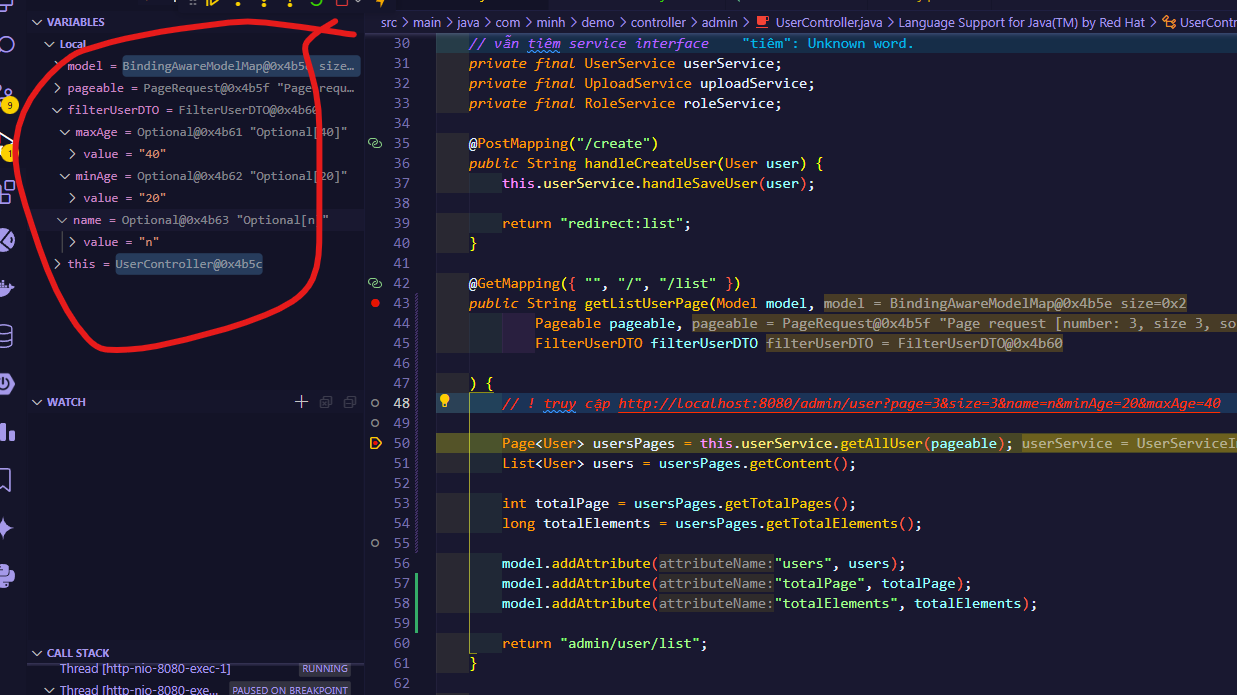 src > main > java > com > minh > demo > controller > admin > UserController.java > Language Support for Java(TM) by Red Hat > UserContr
VARIABLES
Local
model = BindingAwareModelMap@0x4b5e size=…
pageable = PageRequest@0x4b5f "Page requ…
filterUserDTO = FilterUserDTO@0x4b60
maxAge = Optional@0x4b61 "Optional[40]"
value = "40"
minAge = Optional@0x4b62 "Optional[20]"
value = "20"
name = Optional@0x4b63 "Optional[n]"
value = "n"
this = UserController@0x4b5c
WATCH
CALL STACK
Thread [http-nio-8080-exec-1] RUNNING
Thread [http-nio-8080-exe... PAUSED ON BREAKPOINT
9
1
30 // vẫn tiêm service interface "tiêm": Unknown word.
31 private final UserService userService;
32 private final UploadService uploadService;
33 private final RoleService roleService;
34
35 @PostMapping("/create")
36 public String handleCreateUser(User user) {
37 this.userService.handleSaveUser(user);
38
39 return "redirect:list";
40 }
41
42 @GetMapping({ "", "/", "/list" })
43 public String getListUserPage(Model model, model = BindingAwareModelMap@0x4b5e size=0x2
44 Pageable pageable, pageable = PageRequest@0x4b5f "Page request [number: 3, size 3, so
45 FilterUserDTO filterUserDTO filterUserDTO = FilterUserDTO@0x4b60
46
47 ) {
48 // ! truy cập http://localhost:8080/admin/user?page=3&size=3&name=n&minAge=20&maxAge=40
49
50 Page<User> usersPages = this.userService.getAllUser(pageable); userService = UserServiceIm
51 List<User> users = usersPages.getContent();
52
53 int totalPage = usersPages.getTotalPages();
54 long totalElements = usersPages.getTotalElements();
55
56 model.addAttribute(attributeName:"users", users);
57 model.addAttribute(attributeName:"totalPage", totalPage);
58 model.addAttribute(attributeName:"totalElements", totalElements);
59
60 return "admin/user/list";
61 }
62